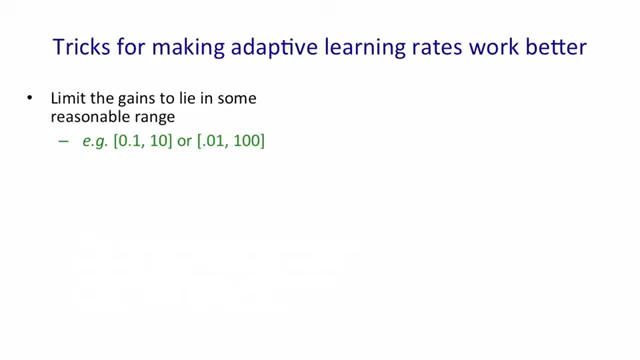 Tricks for making adaptive learning rates work better
• Limit the gains to lie in some
reasonable range
– e.g. [0.1, 10] or [.01, 100]